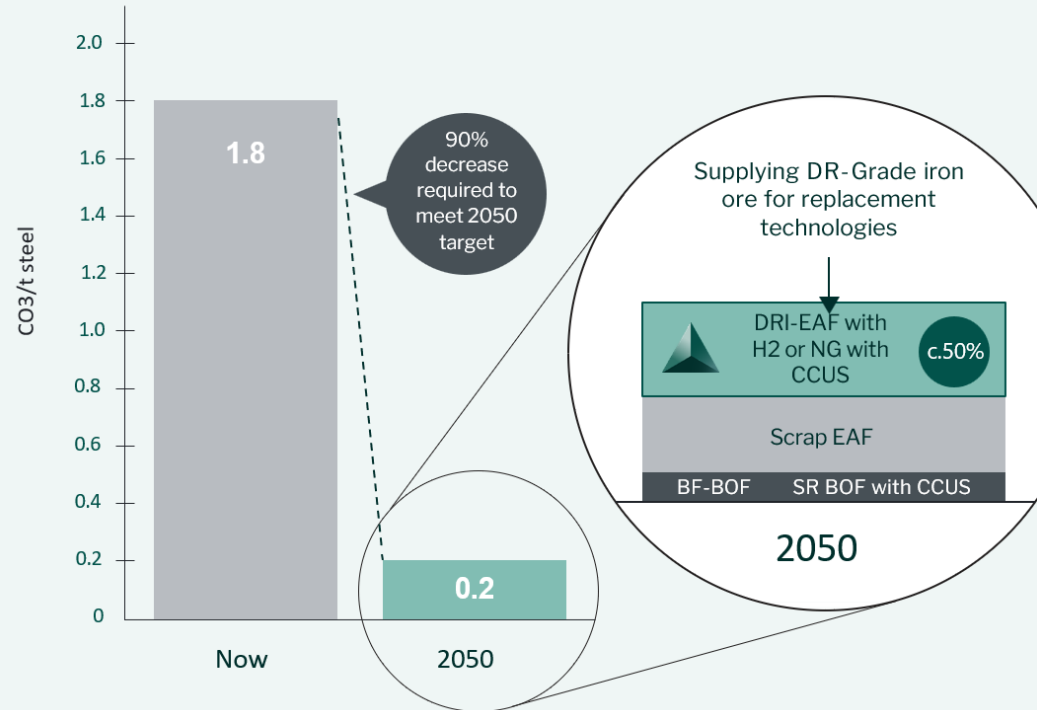 CO3/t steel
2.0
1.8
1.6
1.4
1.2
1.0
0.8
0.6
0.4
0.2
0
1.8
90%
decrease
required to
meet 2050
target
0.2
Now
2050
Supplying DR-Grade iron
ore for replacement
technologies
DRI-EAF with
H2 or NG with
CCUS
c.50%
Scrap EAF
BF-BOF SR BOF with CCUS
2050